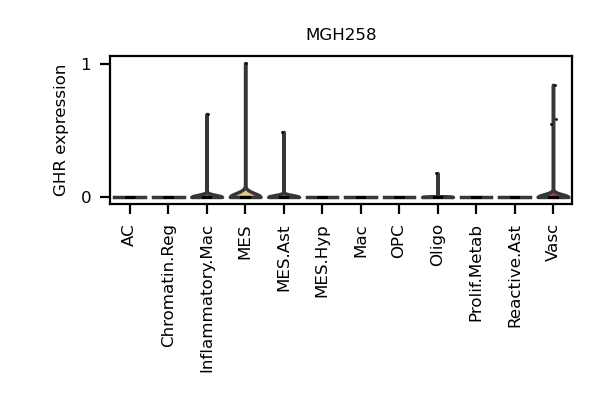 MGH258
GHR expression
1
0
AC
Chromatin.Reg
Inflammatory.Mac
MES
MES.Ast
MES.Hyp
Mac
OPC
Oligo
Prolif.Metab
Reactive.Ast
Vasc